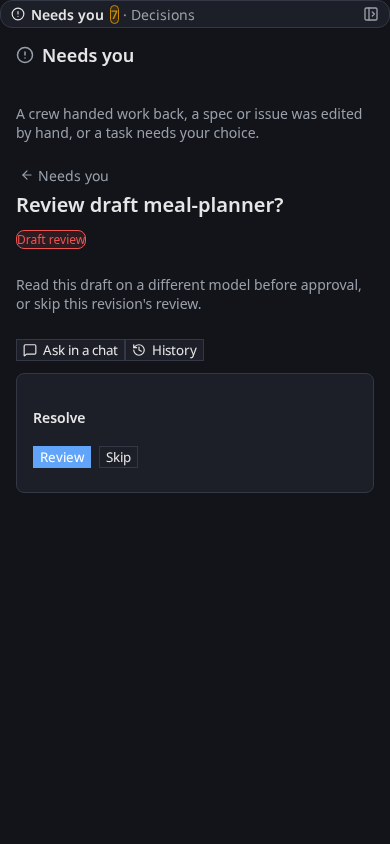 Needs you 7 · Decisions
Needs you
A crew handed work back, a spec or issue was edited
by hand, or a task needs your choice.
← Needs you
Review draft meal-planner?
Draft review
Read this draft on a different model before approval,
or skip this revision's review.
Ask in a chat History
Resolve
Review Skip